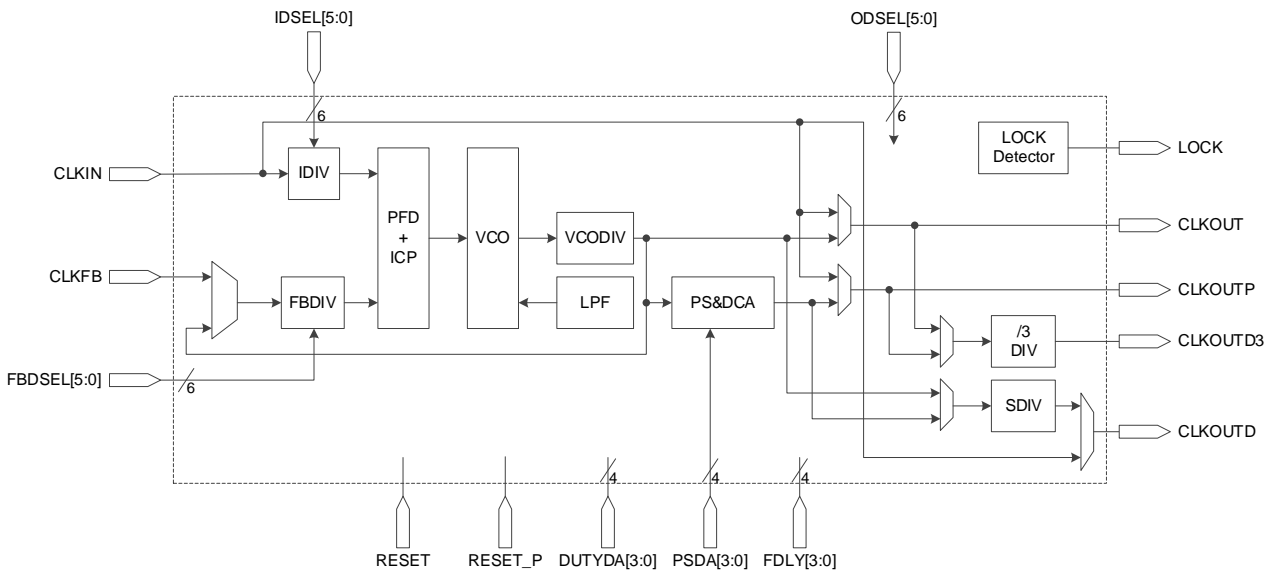 IDSEL[5:0]
ODSEL[5:0]
6
6
LOCK
Detector
LOCK
CLKIN
IDIV
PFD
+
ICP
VCO
VCODIV
CLKOUT
CLKFB
FBDIV
LPF
PS&DCA
CLKOUTP
/3
DIV
CLKOUTD3
FBDSEL[5:0]
6
SDIV
CLKOUTD
4
4
4
RESET
RESET_P
DUTYDA[3:0]
PSDA[3:0]
FDLY[3:0]